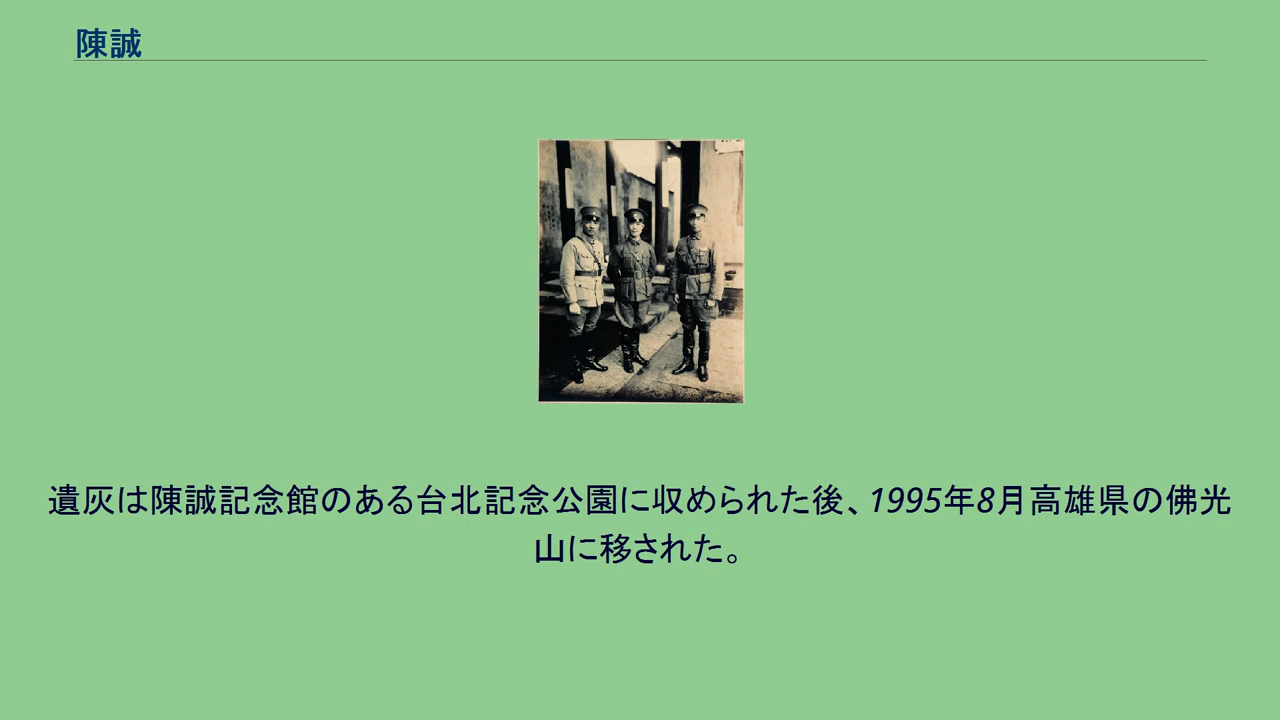 陳誠
遺灰は陳誠記念館のある台北記念公園に収められた後、1995年8月高雄県の佛光
山に移された。